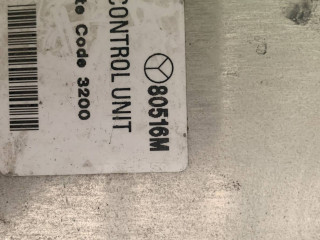 80516M
CONTROL UNIT
Code 3200